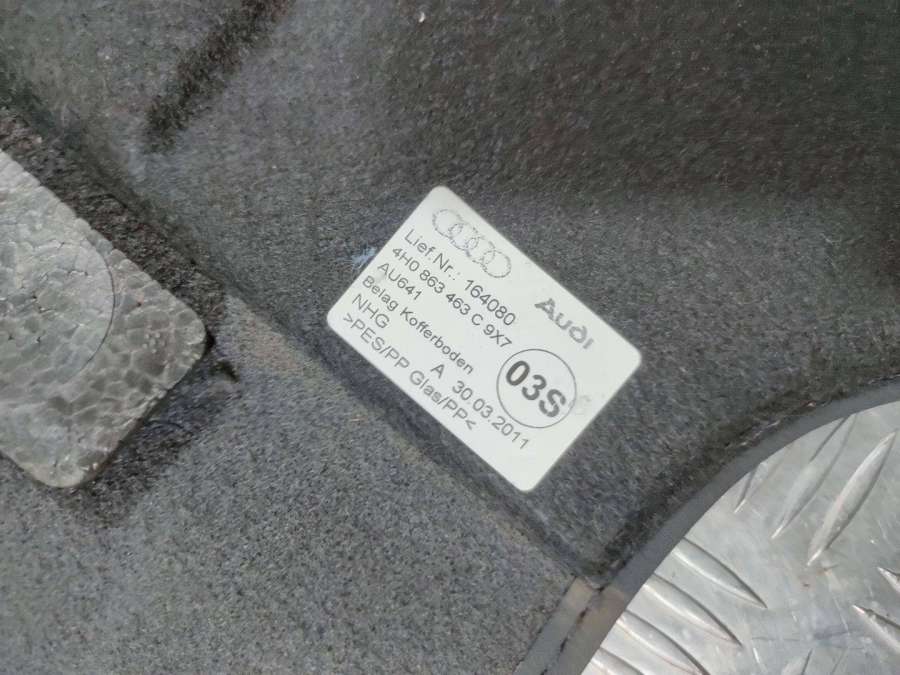 Audi
Lief.Nr.: 164080
4H0 863 463 C 9X7
AU641
Belag Kofferboden
NHG A 30.03.2011
>PES/PP Glas/PP<
03S